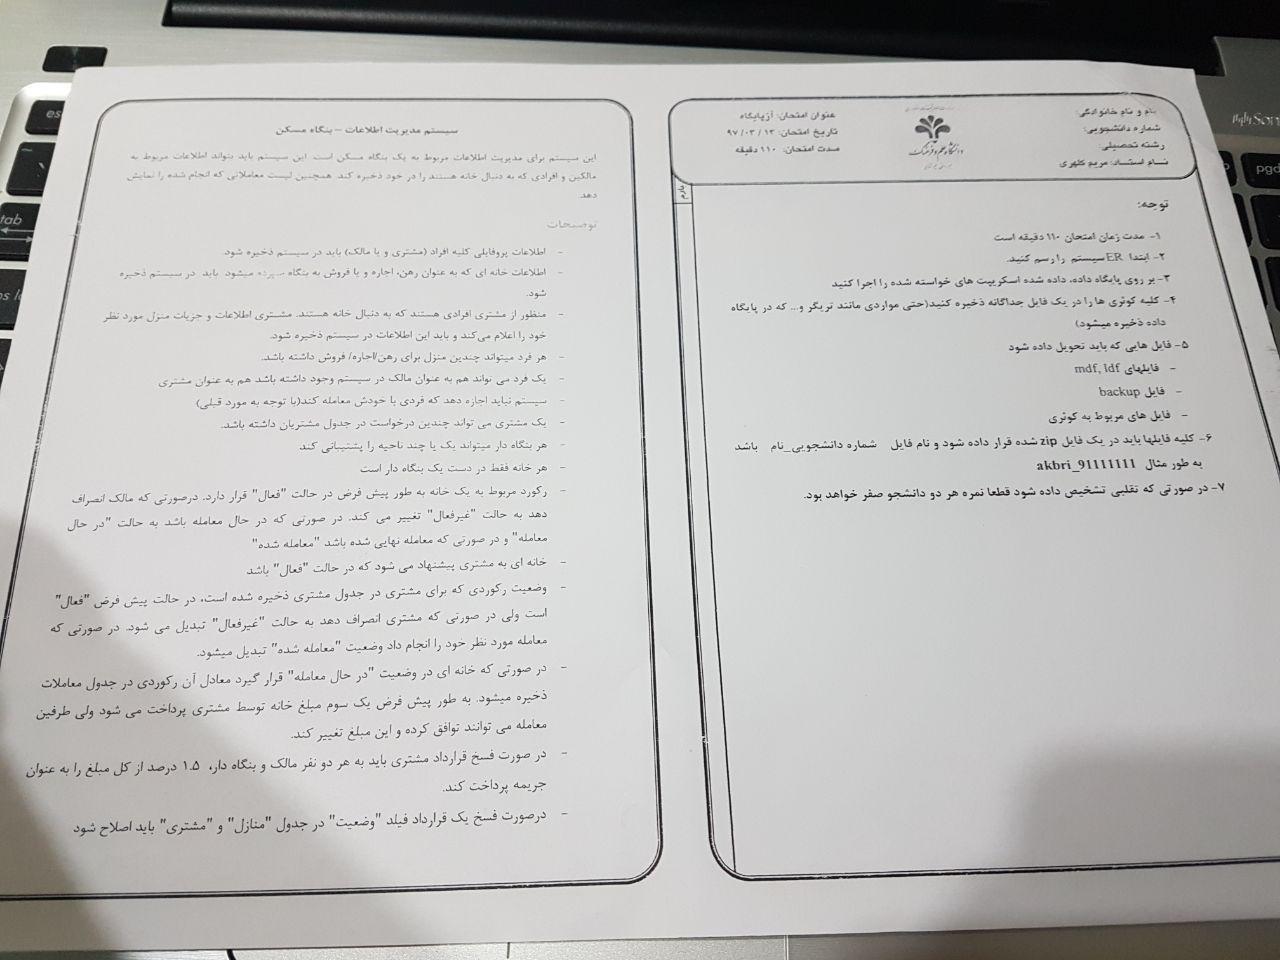 نام و نام خانوادگی:
شماره دانشجویی:
رشته تحصیلی:
نام استاد: مریم کلهری
دانشگاه علم و فرهنگ
عنوان امتحان: آزپایگاه
تاریخ امتحان: ۹۷/۰۳/۱۳
مدت امتحان: ۱۱۰ دقیقه
بارم
توجه:
۱- مدت زمان امتحان ۱۱۰ دقیقه است
۲- ابتدا ER سیستم را رسم کنید.
۳- بر روی پایگاه داده، داده شده اسکریپت های خواسته شده را اجرا کنید
۴- کلیه کوئری ها را در یک فایل جداگانه ذخیره کنید(حتی مواردی مانند تریگر و... که در پایگاه
داده ذخیره میشود)
۵- فایل هایی که باید تحویل داده شود
- فایلهای mdf, ldf
- فایل backup
- فایل های مربوط به کوئری
۶- کلیه فایلها باید در یک فایل zip شده قرار داده شود و نام فایل شماره دانشجویی_نام باشد
به طور مثال akbri_91111111
۷- در صورتی که تقلبی تشخیص داده شود قطعا نمره هر دو دانشجو صفر خواهد بود.
سیستم مدیریت اطلاعات – بنگاه مسکن
این سیستم برای مدیریت اطلاعات مربوط به یک بنگاه مسکن است. این سیستم باید بتواند اطلاعات مربوط به
مالکین و افرادی که به دنبال خانه هستند را در خود ذخیره کند. همچنین لیست معاملاتی که انجام شده را نمایش
دهد.
توضیحات
- اطلاعات پروفایلی کلیه افراد (مشتری و یا مالک) باید در سیستم ذخیره شود.
- اطلاعات خانه ای که به عنوان رهن، اجاره و یا فروش به بنگاه سپرده میشود باید در سیستم ذخیره
شود.
- منظور از مشتری افرادی هستند که به دنبال خانه هستند. مشتری اطلاعات و جزیات منزل مورد نظر
خود را اعلام می‌کند و باید این اطلاعات در سیستم ذخیره شود.
- هر فرد میتواند چندین منزل برای رهن/اجاره/ فروش داشته باشد.
- یک فرد می تواند هم به عنوان مالک در سیستم وجود داشته باشد هم به عنوان مشتری
- سیستم نباید اجازه دهد که فردی با خودش معامله کند(با توجه به مورد قبلی)
- یک مشتری می تواند چندین درخواست در جدول مشتریان داشته باشد.
- هر بنگاه دار میتواند یک یا چند ناحیه را پشتیبانی کند
- هر خانه فقط در دست یک بنگاه دار است
- رکورد مربوط به یک خانه به طور پیش فرض در حالت "فعال" قرار دارد. درصورتی که مالک انصراف
دهد به حالت "غیرفعال" تغییر می کند. در صورتی که در حال معامله باشد به حالت "در حال
معامله" و در صورتی که معامله نهایی شده باشد "معامله شده"
- خانه ای به مشتری پیشنهاد می شود که در حالت "فعال" باشد
- وضعیت رکوردی که برای مشتری در جدول مشتری ذخیره شده است، در حالت پیش فرض "فعال"
است ولی در صورتی که مشتری انصراف دهد به حالت "غیرفعال" تبدیل می شود. در صورتی که
معامله مورد نظر خود را انجام داد وضعیت "معامله شده" تبدیل میشود.
- در صورتی که خانه ای در وضعیت "در حال معامله" قرار گیرد معادل آن رکوردی در جدول معاملات
ذخیره میشود. به طور پیش فرض یک سوم مبلغ خانه توسط مشتری پرداخت می شود ولی طرفین
معامله می توانند توافق کرده و این مبلغ تغییر کند.
- در صورت فسخ قرارداد مشتری باید به هر دو نفر مالک و بنگاه دار، ۱.۵ درصد از کل مبلغ را به عنوان
جریمه پرداخت کند.
- درصورت فسخ یک قرارداد فیلد "وضعیت" در جدول "منازل" و "مشتری" باید اصلاح شود
tab
pgd